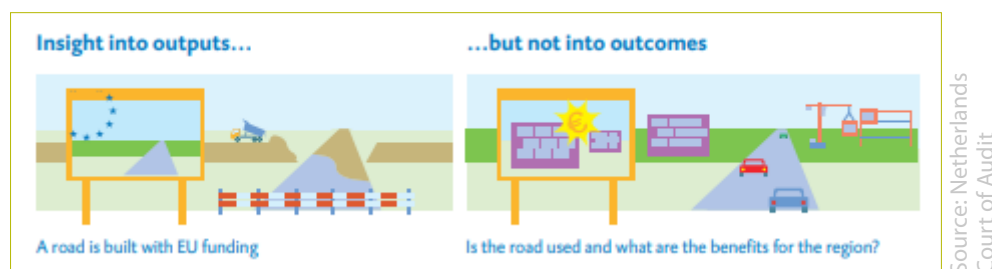 Insight into outputs...
...but not into outcomes
€
A road is built with EU funding
Is the road used and what are the benefits for the region?
Source: Netherlands
Court of Audit